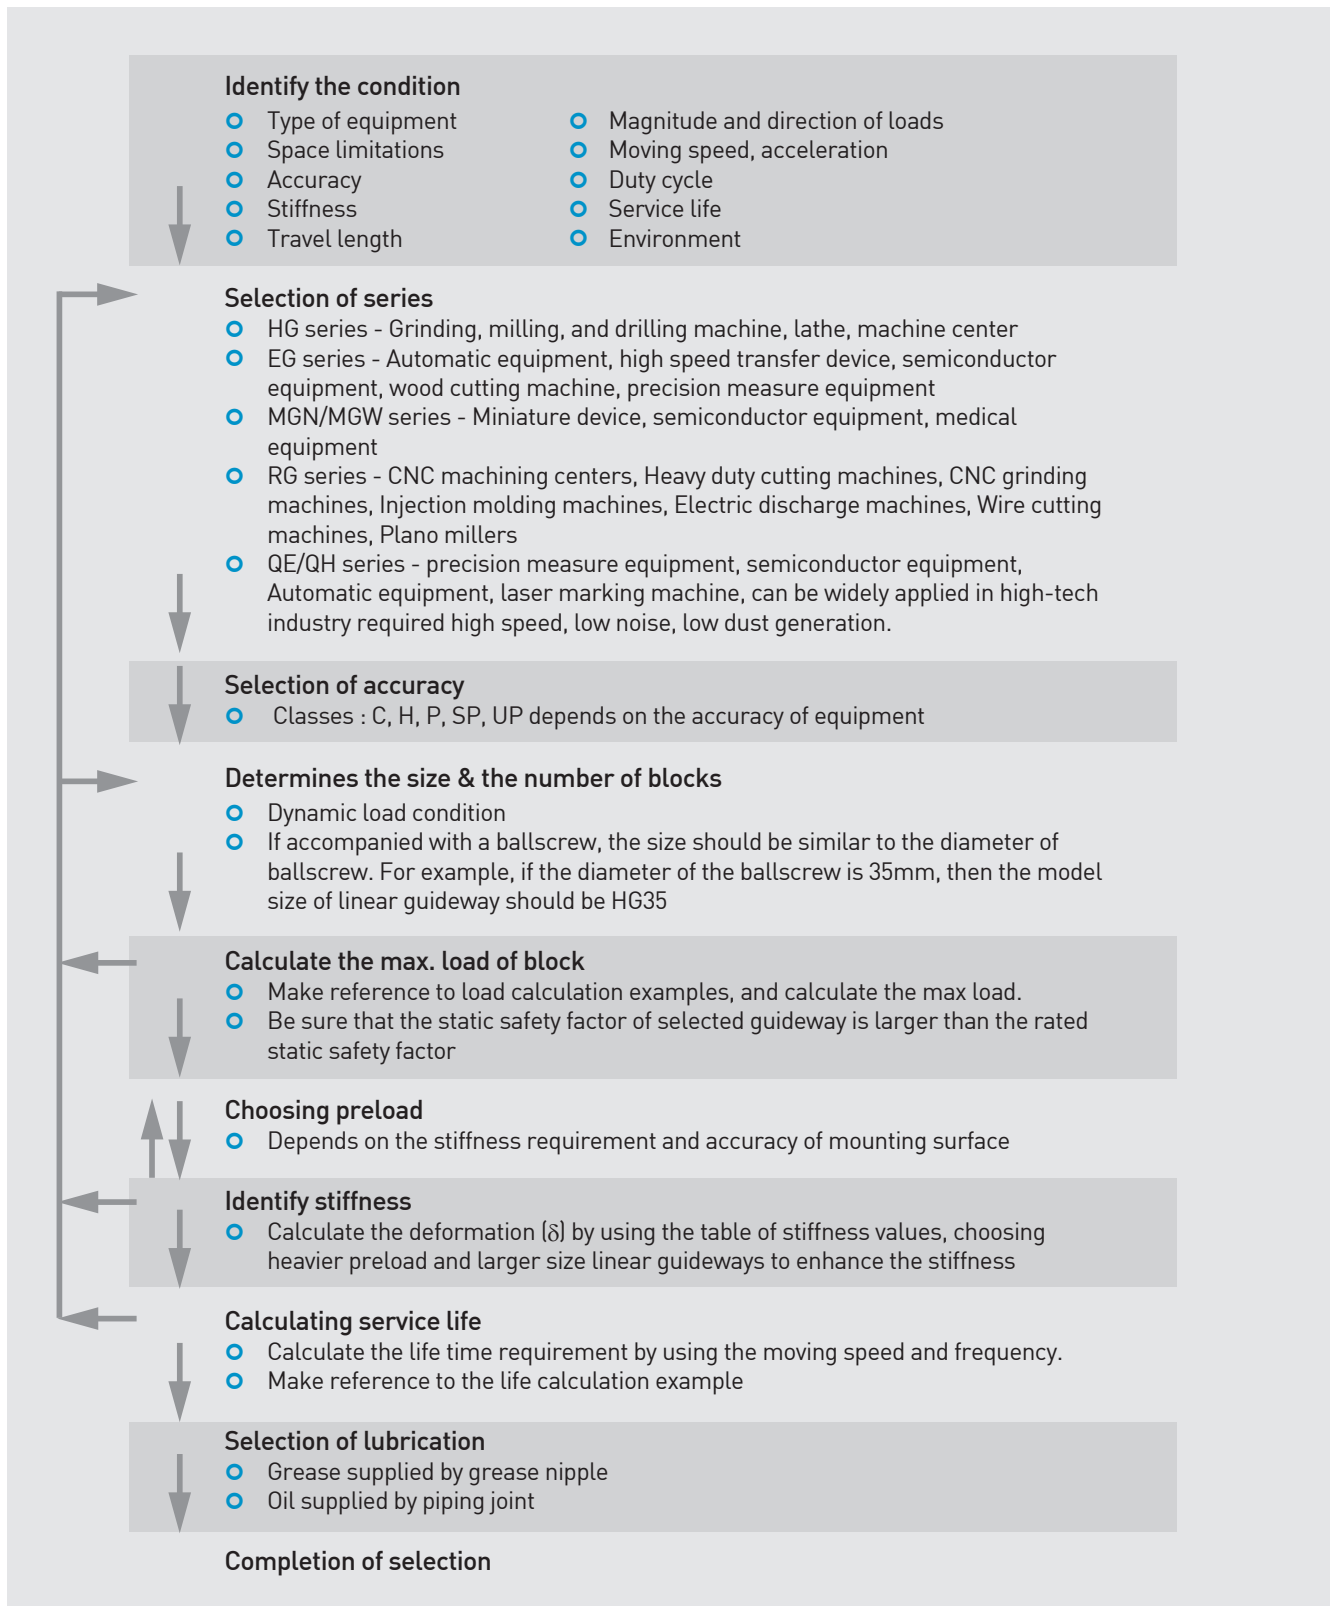 Identify the condition
Type of equipment
Space limitations
Accuracy
Stiffness
Travel length
Magnitude and direction of loads
Moving speed, acceleration
Duty cycle
Service life
Environment
Selection of series
HG series - Grinding, milling, and drilling machine, lathe, machine center
EG series - Automatic equipment, high speed transfer device, semiconductor
equipment, wood cutting machine, precision measure equipment
MGN/MGW series - Miniature device, semiconductor equipment, medical
equipment
RG series - CNC machining centers, Heavy duty cutting machines, CNC grinding
machines, Injection molding machines, Electric discharge machines, Wire cutting
machines, Plano millers
QE/QH series - precision measure equipment, semiconductor equipment,
Automatic equipment, laser marking machine, can be widely applied in high-tech
industry required high speed, low noise, low dust generation.
Selection of accuracy
Classes : C, H, P, SP, UP depends on the accuracy of equipment
Determines the size & the number of blocks
Dynamic load condition
If accompanied with a ballscrew, the size should be similar to the diameter of
ballscrew. For example, if the diameter of the ballscrew is 35mm, then the model
size of linear guideway should be HG35
Calculate the max. load of block
Make reference to load calculation examples, and calculate the max load.
Be sure that the static safety factor of selected guideway is larger than the rated
static safety factor
Choosing preload
Depends on the stiffness requirement and accuracy of mounting surface
Identify stiffness
Calculate the deformation (δ) by using the table of stiffness values, choosing
heavier preload and larger size linear guideways to enhance the stiffness
Calculating service life
Calculate the life time requirement by using the moving speed and frequency.
Make reference to the life calculation example
Selection of lubrication
Grease supplied by grease nipple
Oil supplied by piping joint
Completion of selection